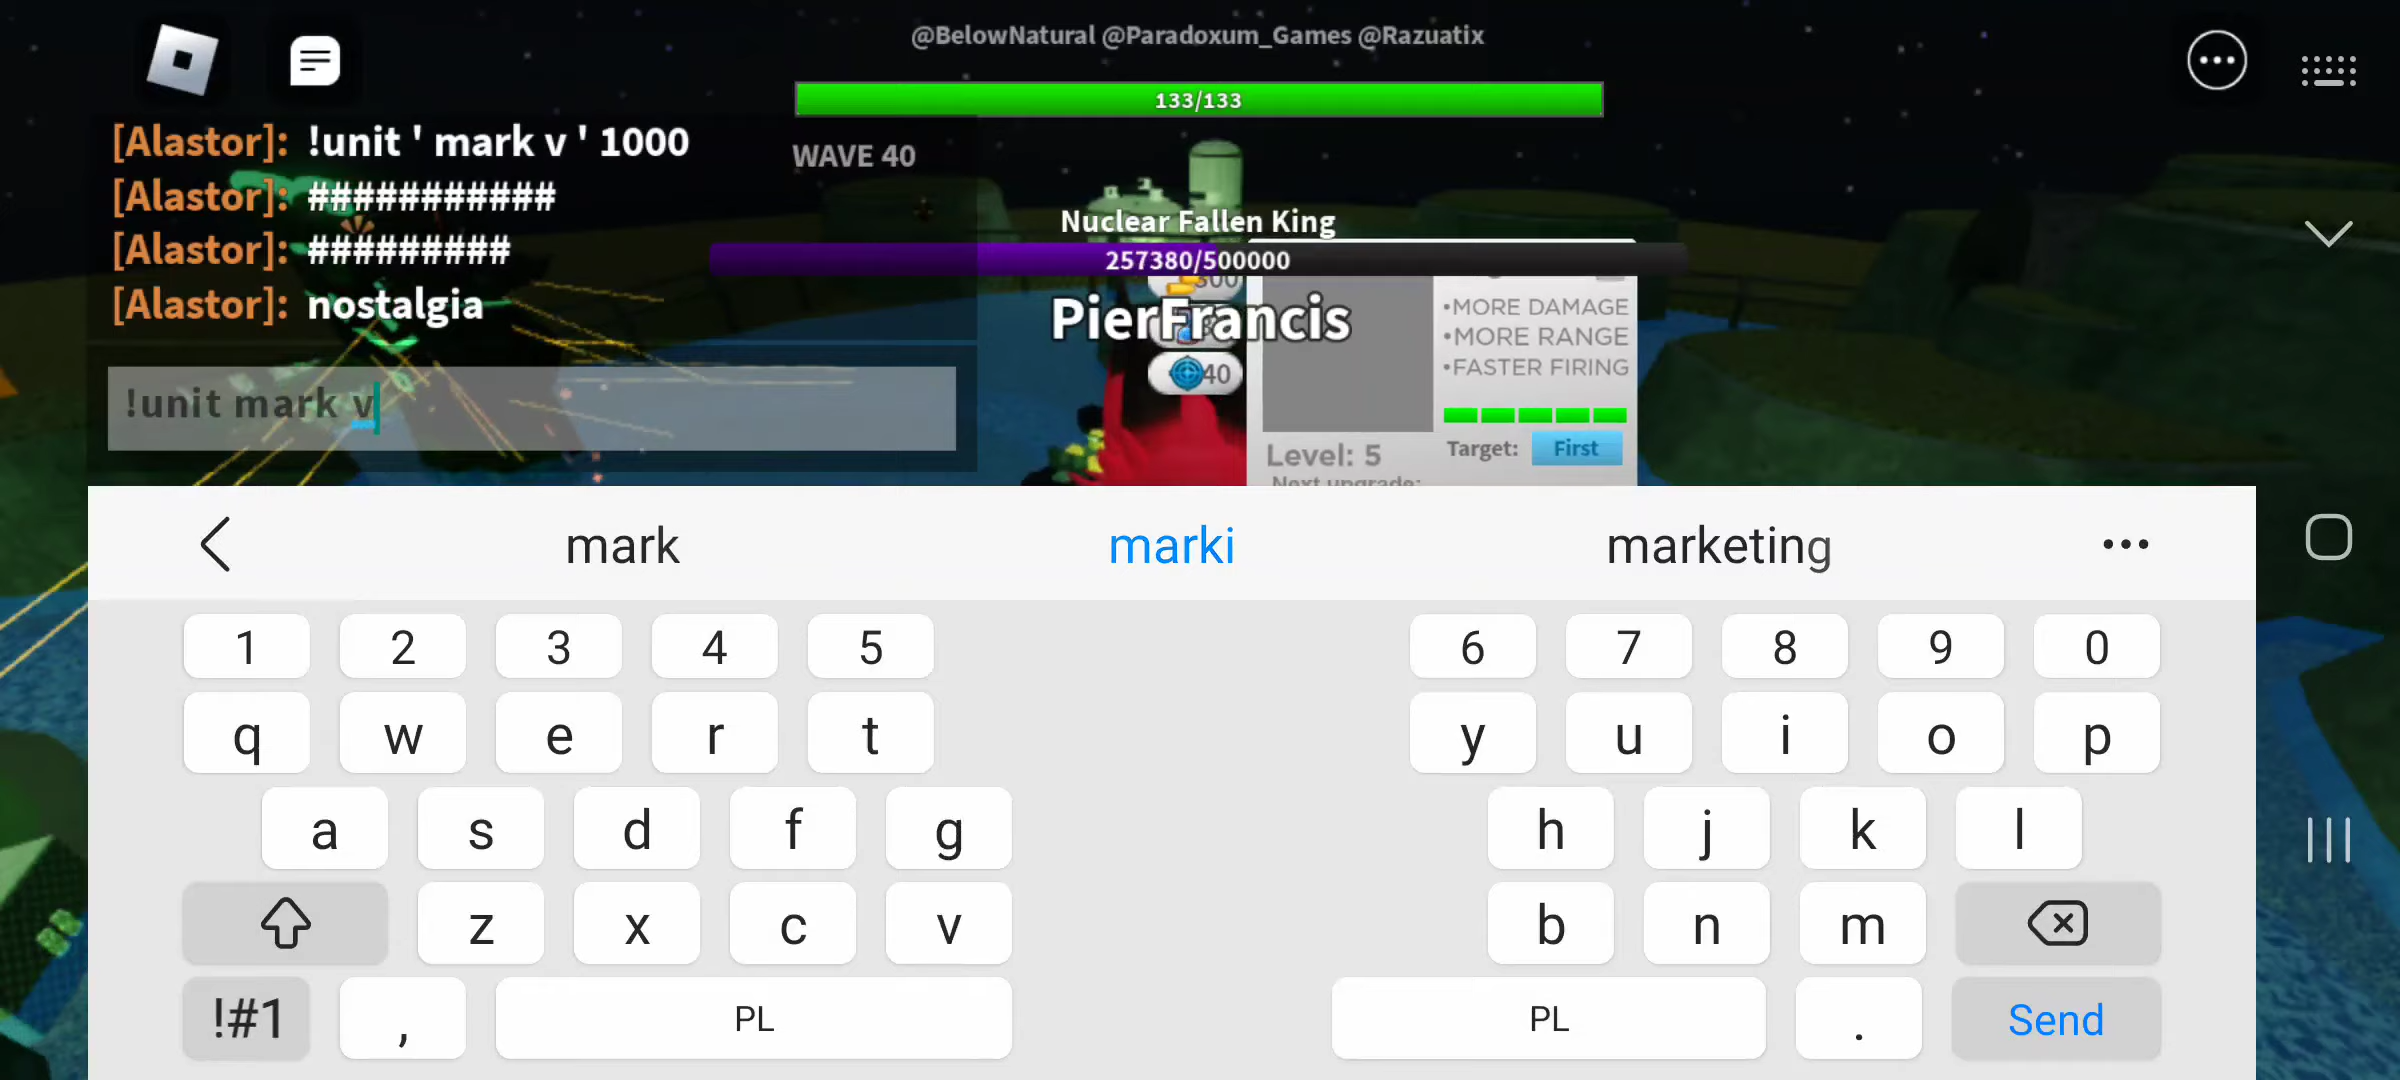 @BelowNatural @Paradoxum_Games @Razuatix
133/133
[Alastor]: !unit ' mark v ' 1000
WAVE 40
[Alastor]: ###########
[Alastor]: #########
[Alastor]: nostalgia
Nuclear Fallen King
257380/500000
PierFrancis
40
•MORE DAMAGE
•MORE RANGE
•FASTER FIRING
Level: 5
Target: First
Next upgrade:
!unit mark v
mark marki marketing
1 2 3 4 5 6 7 8 9 0
q w e r t y u i o p
a s d f g h j k l
z x c v b n m
!#1 , PL PL . Send